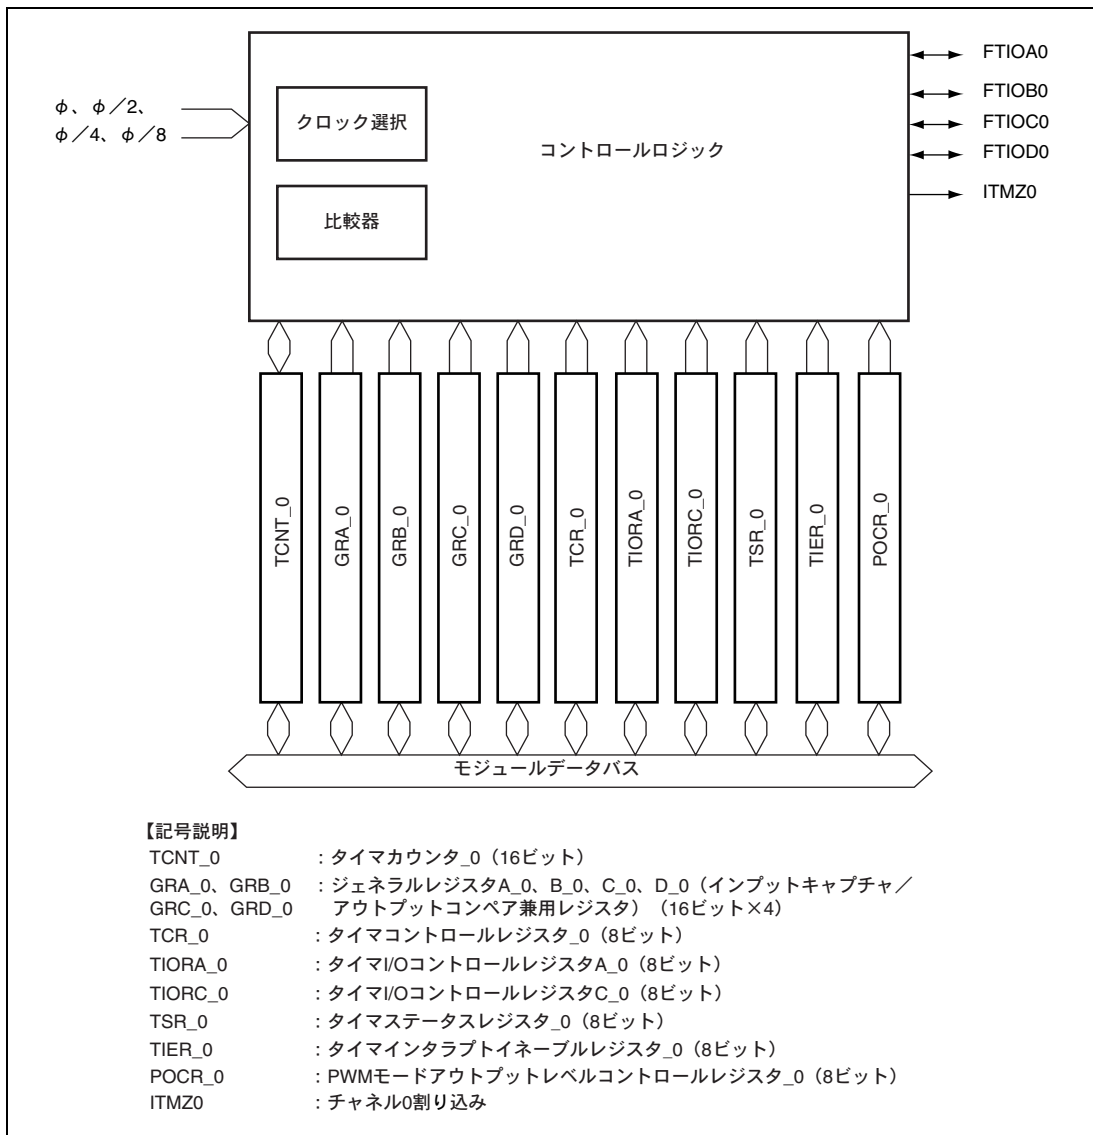 φ、φ／2、
φ／4、φ／8
クロック選択
比較器
コントロールロジック
FTIOA0
FTIOB0
FTIOC0
FTIOD0
ITMZ0
TCNT_0
GRA_0
GRB_0
GRC_0
GRD_0
TCR_0
TIORA_0
TIORC_0
TSR_0
TIER_0
POCR_0
モジュールデータバス
【記号説明】
TCNT_0 ：タイマカウンタ_0（16ビット）
GRA_0、GRB_0 ：ジェネラルレジスタA_0、B_0、C_0、D_0（インプットキャプチャ／
GRC_0、GRD_0 アウトプットコンペア兼用レジスタ）（16ビット×4）
TCR_0 ：タイマコントロールレジスタ_0（8ビット）
TIORA_0 ：タイマI/OコントロールレジスタA_0（8ビット）
TIORC_0 ：タイマI/OコントロールレジスタC_0（8ビット）
TSR_0 ：タイマステータスレジスタ_0（8ビット）
TIER_0 ：タイマインタラプトイネーブルレジスタ_0（8ビット）
POCR_0 ：PWMモードアウトプットレベルコントロールレジスタ_0（8ビット）
ITMZ0 ：チャネル0割り込み